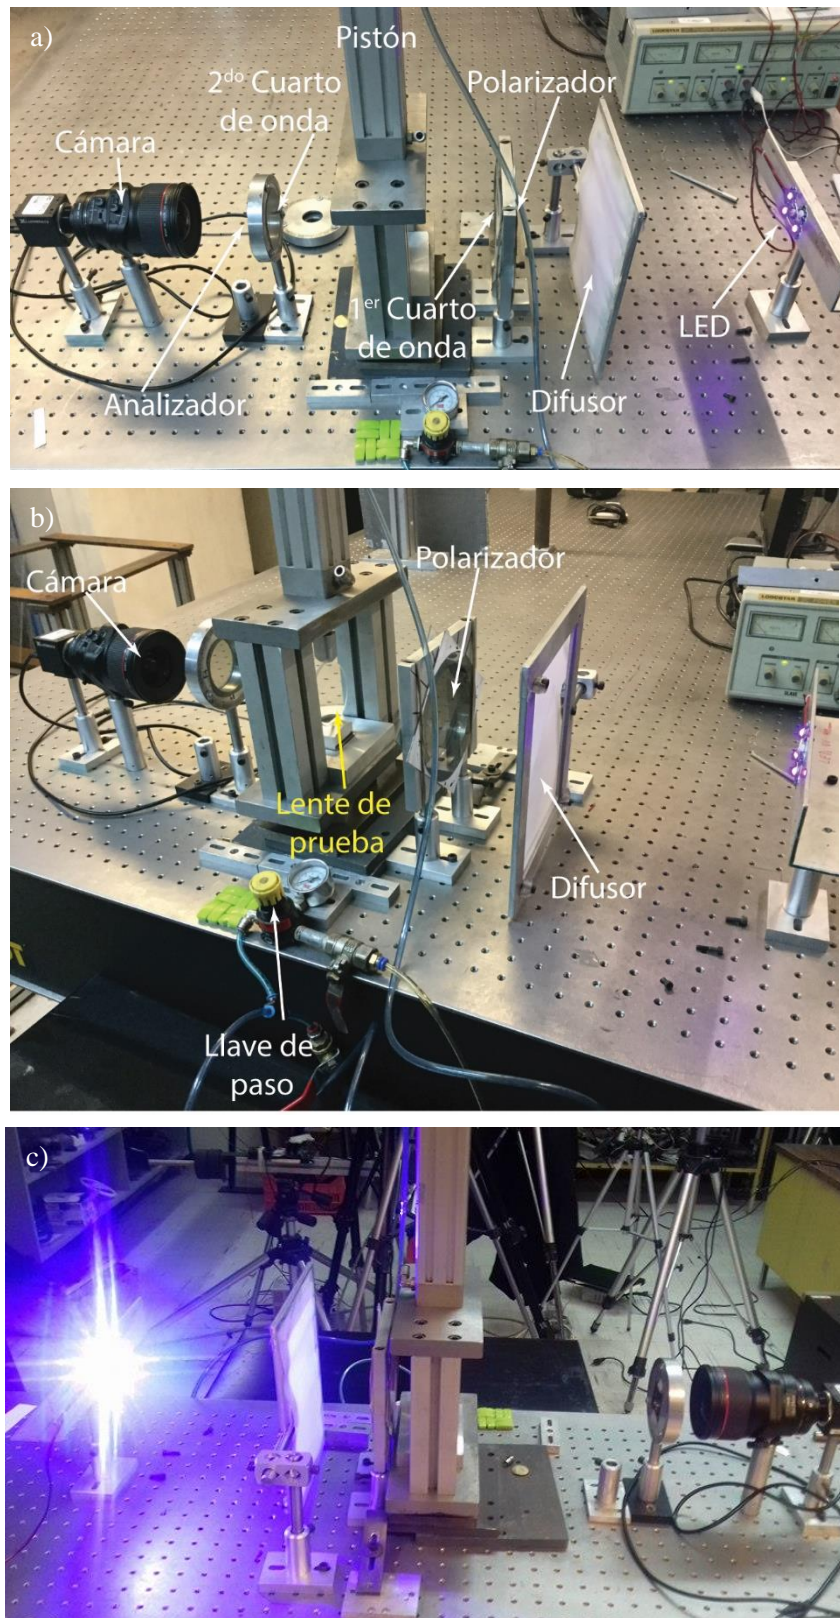 a)
Pistón
2do Cuarto
de onda
Polarizador
Cámara
1er Cuarto
de onda
LED
Analizador
Difusor
b)
Polarizador
Cámara
Lente de
prueba
Difusor
Llave de
paso
c)